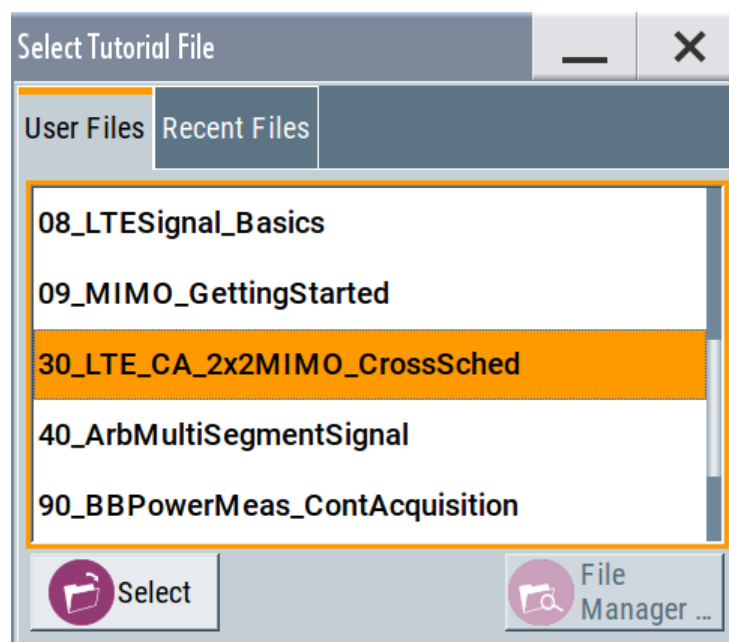 Select Tutorial File
User Files Recent Files
08_LTESignal_Basics
09_MIMO_GettingStarted
30_LTE_CA_2x2MIMO_CrossSched
40_ArbMultiSegmentSignal
90_BBPowerMeas_ContAcquisition
Select
File
Manager ...